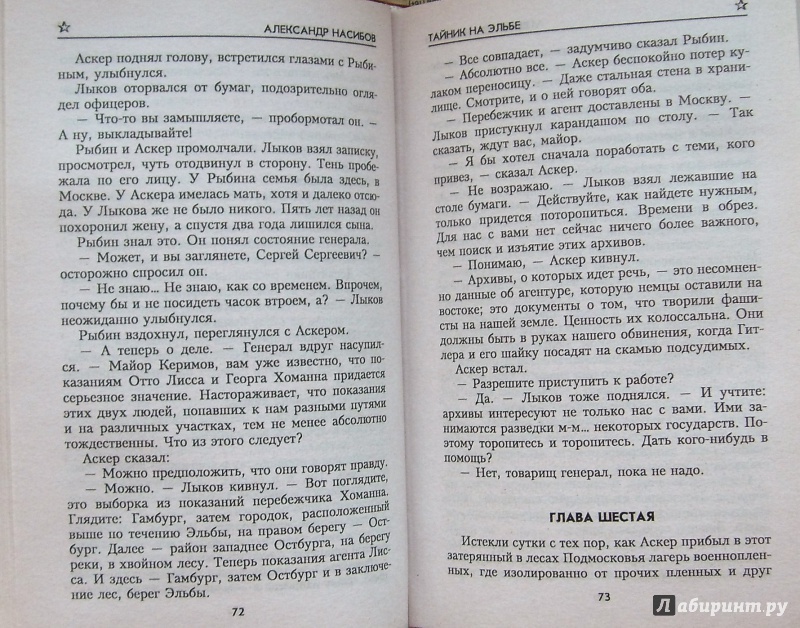 АЛЕКСАНДР НАСИБОВ
Аскер поднял голову, встретился глазами с Рыби-
ным, улыбнулся.
Лыков оторвался от бумаг, подозрительно огля-
дел офицеров.
— Что-то вы замышляете, — пробормотал он. —
А ну, выкладывайте!
Рыбин и Аскер промолчали. Лыков взял записку,
просмотрел, чуть отодвинул в сторону. Тень пробе-
жала по его лицу. У Рыбина семья была здесь, в
Москве. У Аскера имелась мать, хотя и далеко отсю-
да. У Лыкова же не было никого. Пять лет назад он
похоронил жену, а спустя два года лишился сына.
Рыбин знал это. Он понял состояние генерала.
— Может, и вы заглянете, Сергей Сергеевич? —
осторожно спросил он.
— Не знаю... Не знаю, как со временем. Впрочем,
почему бы и не посидеть часок втроем, а? — Лыков
неожиданно улыбнулся.
Рыбин вздохнул, переглянулся с Аскером.
— А теперь о деле. — Генерал вдруг насупил-
ся. — Майор Керимов, вам уже известно, что по-
казаниям Отто Лисса и Георга Хоманна придается
серьезное значение. Настораживает, что показания
этих двух людей, попавших к нам разными путями
и на различных участках, тем не менее абсолютно
тождественны. Что из этого следует?
Аскер сказал:
— Можно предположить, что они говорят правду.
— Можно. — Лыков кивнул. — Вот поглядите,
это выборка из показаний перебежчика Хоманна.
Глядите: Гамбург, затем городок, расположенный
выше по течению Эльбы, на правом берегу — Ост-
бург. Далее — район западнее Остбурга, на берегу
реки, в хвойном лесу. Теперь показания агента Лис-
са. И здесь — Гамбург, затем Остбург и в заключе-
ние лес, берег Эльбы.
72
ТАЙНИК НА ЭЛЬБЕ
— Все совпадает, — задумчиво сказал Рыбин.
— Абсолютно все. — Аскер беспокойно потер ку-
лаком переносицу. — Даже стальная стена в храни-
лище. Смотрите, и о ней говорят оба.
— Перебежчик и агент доставлены в Москву. —
Лыков пристукнул карандашом по столу. — Так
сказать, ждут вас, майор.
— Я бы хотел сначала поработать с теми, кого
привез, — сказал Аскер.
— Не возражаю. — Лыков взял лежавшие на
столе бумаги. — Действуйте, как найдете нужным,
только придется поторопиться. Времени в обрез.
Для нас с вами нет сейчас ничего более важного,
чем поиск и изъятие этих архивов.
— Понимаю, — Аскер кивнул.
— Архивы, о которых идет речь, — это несомнен-
но данные об агентуре, которую немцы оставили на
востоке; это документы о том, что творили фаши-
сты на нашей земле. Ценность их колоссальна. Они
должны быть в руках нашего обвинения, когда Гит-
лера и его шайку посадят на скамью подсудимых.
Аскер встал.
— Разрешите приступить к работе?
— Да. — Лыков тоже поднялся. — И учтите:
архивы интересуют не только нас с вами. Ими за-
нимаются разведки м-м... некоторых государств. По-
этому торопитесь и торопитесь. Дать кого-нибудь в
помощь?
— Нет, товарищ генерал, пока не надо.
ГЛАВА ШЕСТАЯ
Истекли сутки с тех пор, как Аскер прибыл в этот
затерянный в лесах Подмосковья лагерь военноплен-
ных, где изолированно от прочих пленных и друг
73
Лабиринт.ру